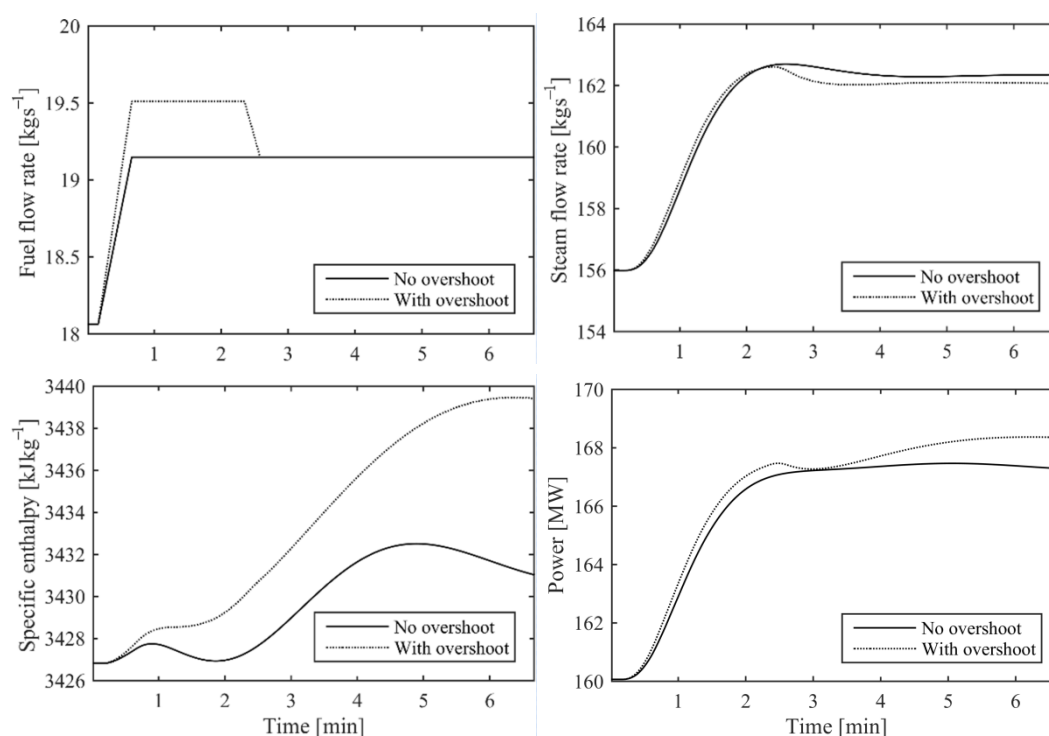 Fuel flow rate [kgs⁻¹]
20
19.5
19
18.5
18
1 2 3 4 5 6
No overshoot
With overshoot
Steam flow rate [kgs⁻¹]
164
162
160
158
156
154
1 2 3 4 5 6
No overshoot
With overshoot
Specific enthalpy [kJkg⁻¹]
3440
3438
3436
3434
3432
3430
3428
3426
1 2 3 4 5 6
Time [min]
No overshoot
With overshoot
Power [MW]
170
168
166
164
162
160
1 2 3 4 5 6
Time [min]
No overshoot
With overshoot